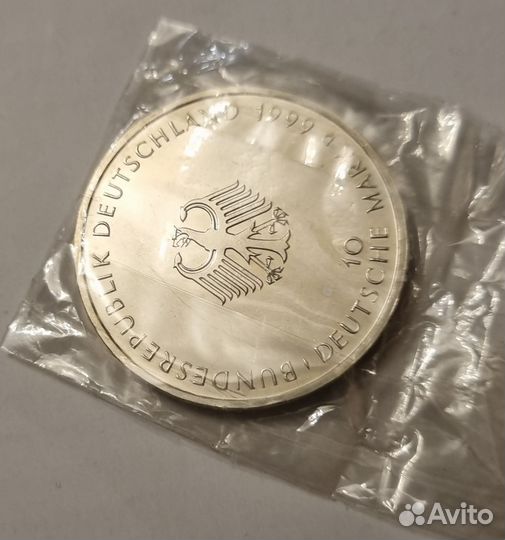 BUNDESREPUBLIK DEUTSCHLAND 1999
10
DEUTSCHE MARK
Avito